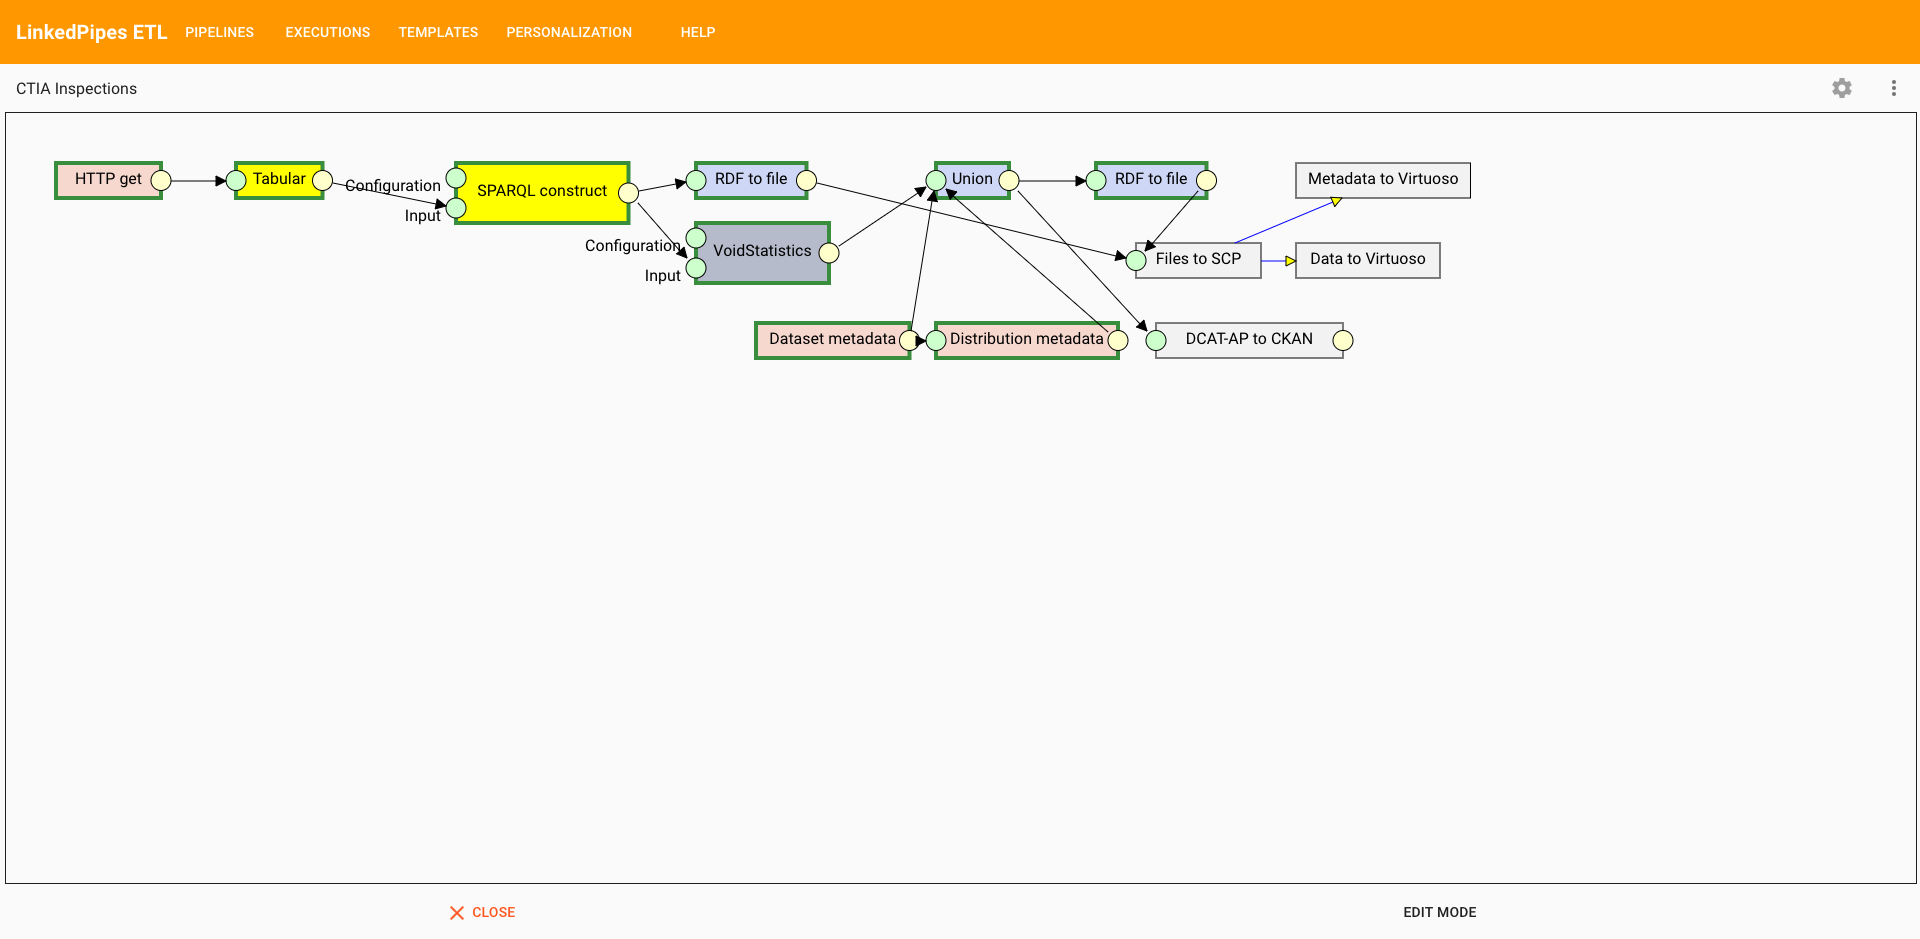 LinkedPipes ETL PIPELINES EXECUTIONS TEMPLATES PERSONALIZATION HELP
CTIA Inspections
HTTP get
Tabular
Configuration
Input
SPARQL construct
RDF to file
Union
RDF to file
Metadata to Virtuoso
Configuration
Input
VoidStatistics
Files to SCP
Data to Virtuoso
Dataset metadata
Distribution metadata
DCAT-AP to CKAN
CLOSE
EDIT MODE